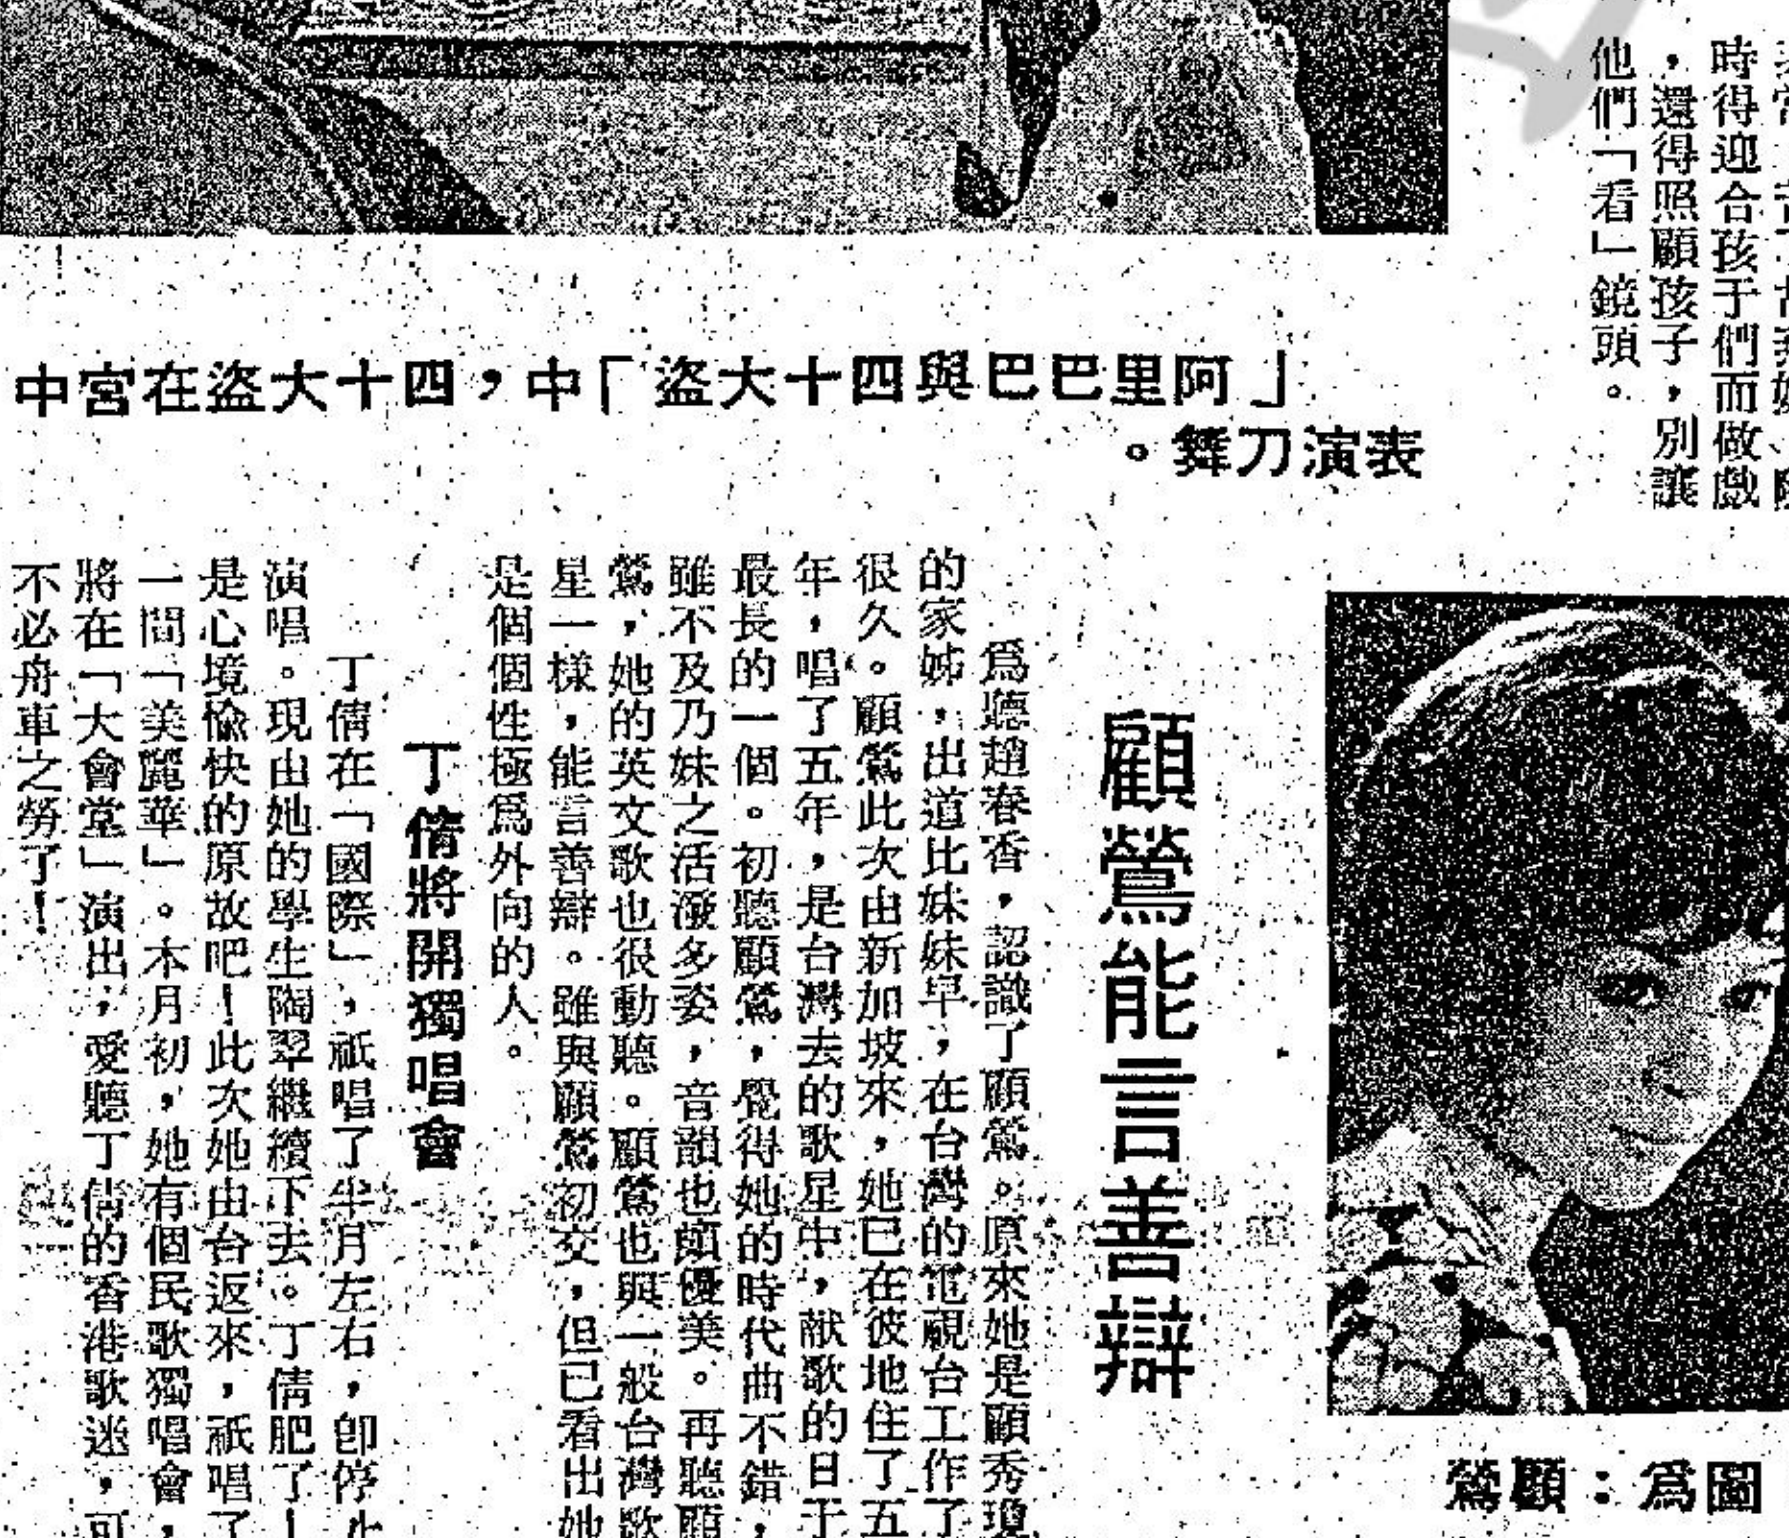 時得迎合孩于們而做戲
，還得照顧孩子，別讓
他們「看」鏡頭。
「阿里巴巴與四十大盜」中，四十大盜在宮中
表演刀舞。
圖為：顧鶯
顧鶯能言善辯
爲聽趙春香，認識了顧鶯。原來她是顧秀瓊
的家姊，出道比妹妹早，在台灣的電視台工作了
很久。顧鶯此次由新加坡來，她已在彼地住了五
年，唱了五年，是台灣去的歌星中，献歌的日于
最長的一個。初聽顧鶯，覺得她的時代曲不錯，
雖不及乃妹之活潑多姿，音韻也頗優美。再聽顧
鶯，她的英文歌也很動聽。顧鶯也與一般台灣歌
星一樣，能言善辯。雖與顧鶯初交，但已看出她
是個個性極爲外向的人。
丁倩將開獨唱會
丁倩在「國際」，祇唱了半月左右，卽停止
演唱。現由她的學生陶翠繼續下去。丁倩肥了！
是心境愉快的原故吧！此次她由台返來，祇唱了
一間「美麗華」。本月初，她有個民歌獨唱會，
將在「大會堂」演出，愛聽丁倩的香港歌迷，可
不必舟車之勞了！